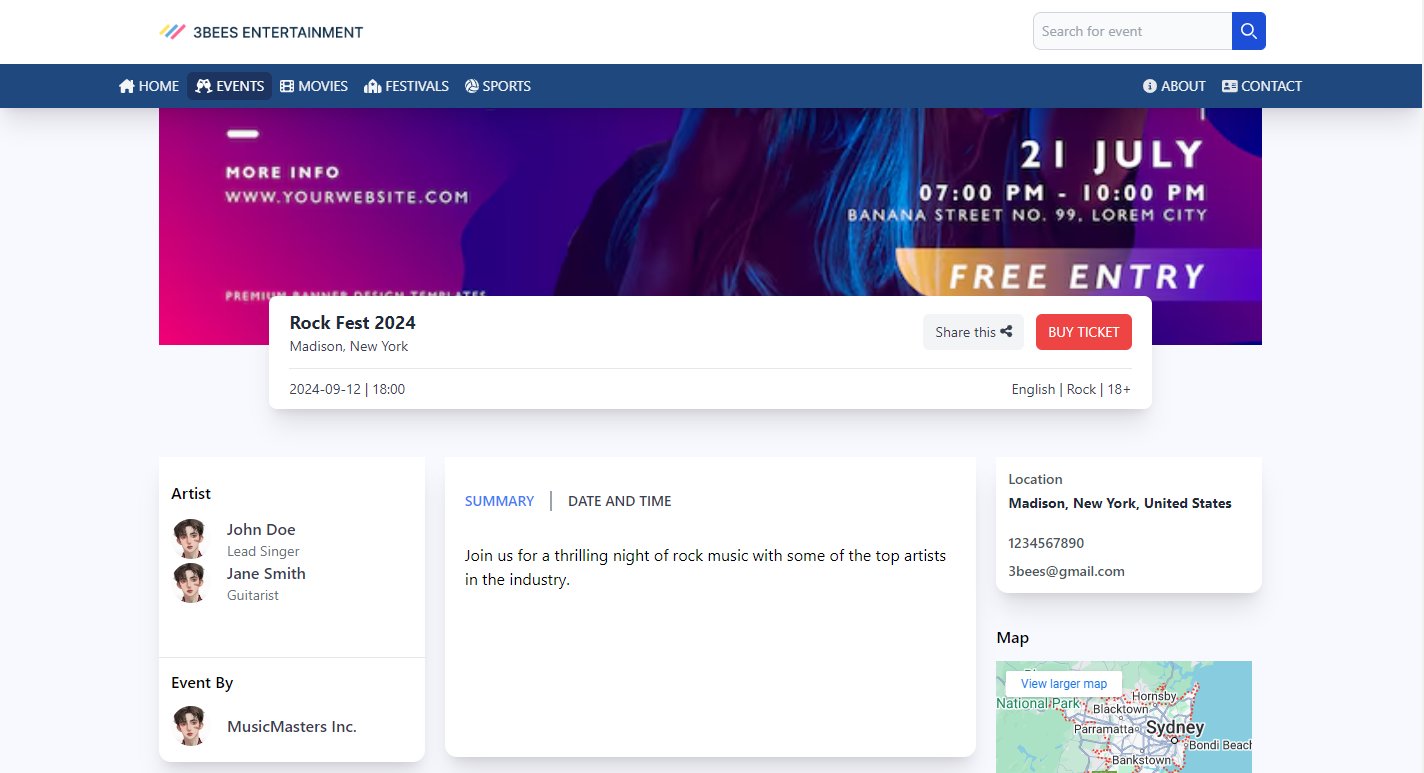 3BEES ENTERTAINMENT
Search for event
HOME EVENTS MOVIES FESTIVALS SPORTS ABOUT CONTACT
MORE INFO
WWW.YOURWEBSITE.COM
21 JULY
07:00 PM - 10:00 PM
BANANA STREET NO. 99, LOREM CITY
FREE ENTRY
PREMIUM BANNER DESIGN TEMPLATES
Rock Fest 2024
Madison, New York
Share this
BUY TICKET
2024-09-12 | 18:00
English | Rock | 18+
Artist
John Doe
Lead Singer
Jane Smith
Guitarist
Event By
MusicMasters Inc.
SUMMARY | DATE AND TIME
Join us for a thrilling night of rock music with some of the top artists
in the industry.
Location
Madison, New York, United States
1234567890
3bees@gmail.com
Map
View larger map
Hornsby
National Park
Blacktown
Parramatta
Sydney
Bondi Beach
Bankstown